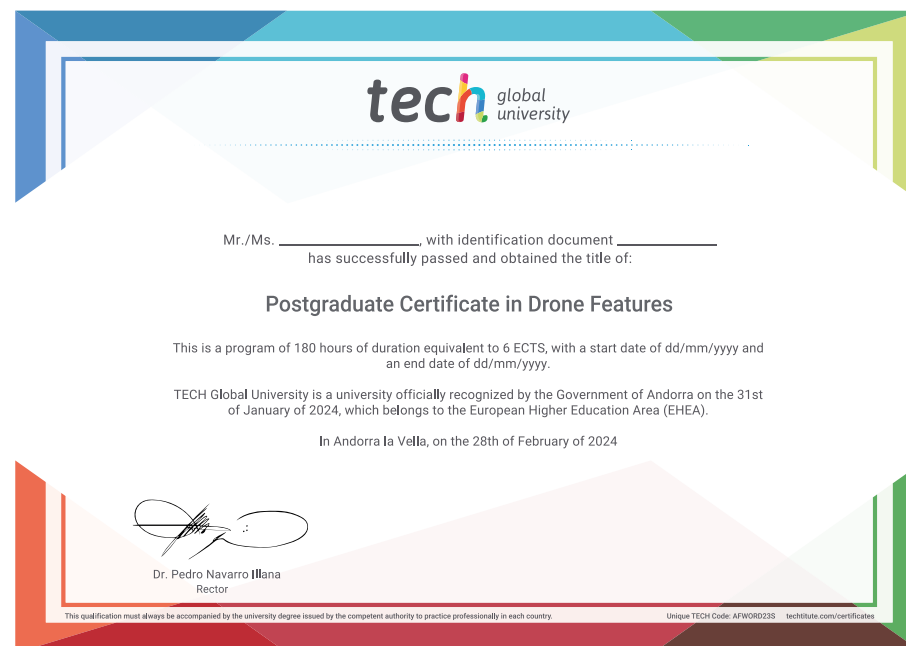 tech global
university
Mr./Ms. ____________, with identification document ____________
has successfully passed and obtained the title of:
Postgraduate Certificate in Drone Features
This is a program of 180 hours of duration equivalent to 6 ECTS, with a start date of dd/mm/yyyy and
an end date of dd/mm/yyyy.
TECH Global University is a university officially recognized by the Government of Andorra on the 31st
of January of 2024, which belongs to the European Higher Education Area (EHEA).
In Andorra la Vella, on the 28th of February of 2024
Dr. Pedro Navarro Illana
Rector
This qualification must always be accompanied by the university degree issued by the competent authority to practice professionally in each country.
Unique TECH Code: AFWORD23S techtitute.com/certificates